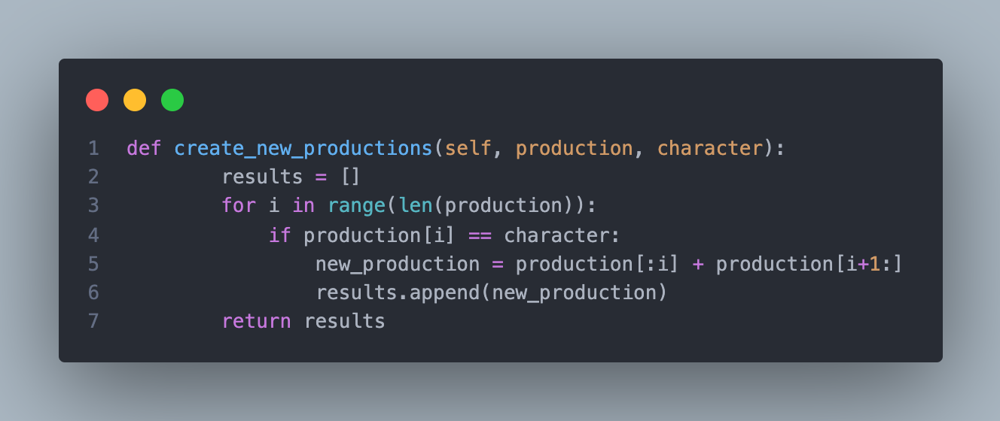 1 def create_new_productions(self, production, character):
2         results = []
3         for i in range(len(production)):
4             if production[i] == character:
5                 new_production = production[:i] + production[i+1:]
6                 results.append(new_production)
7         return results